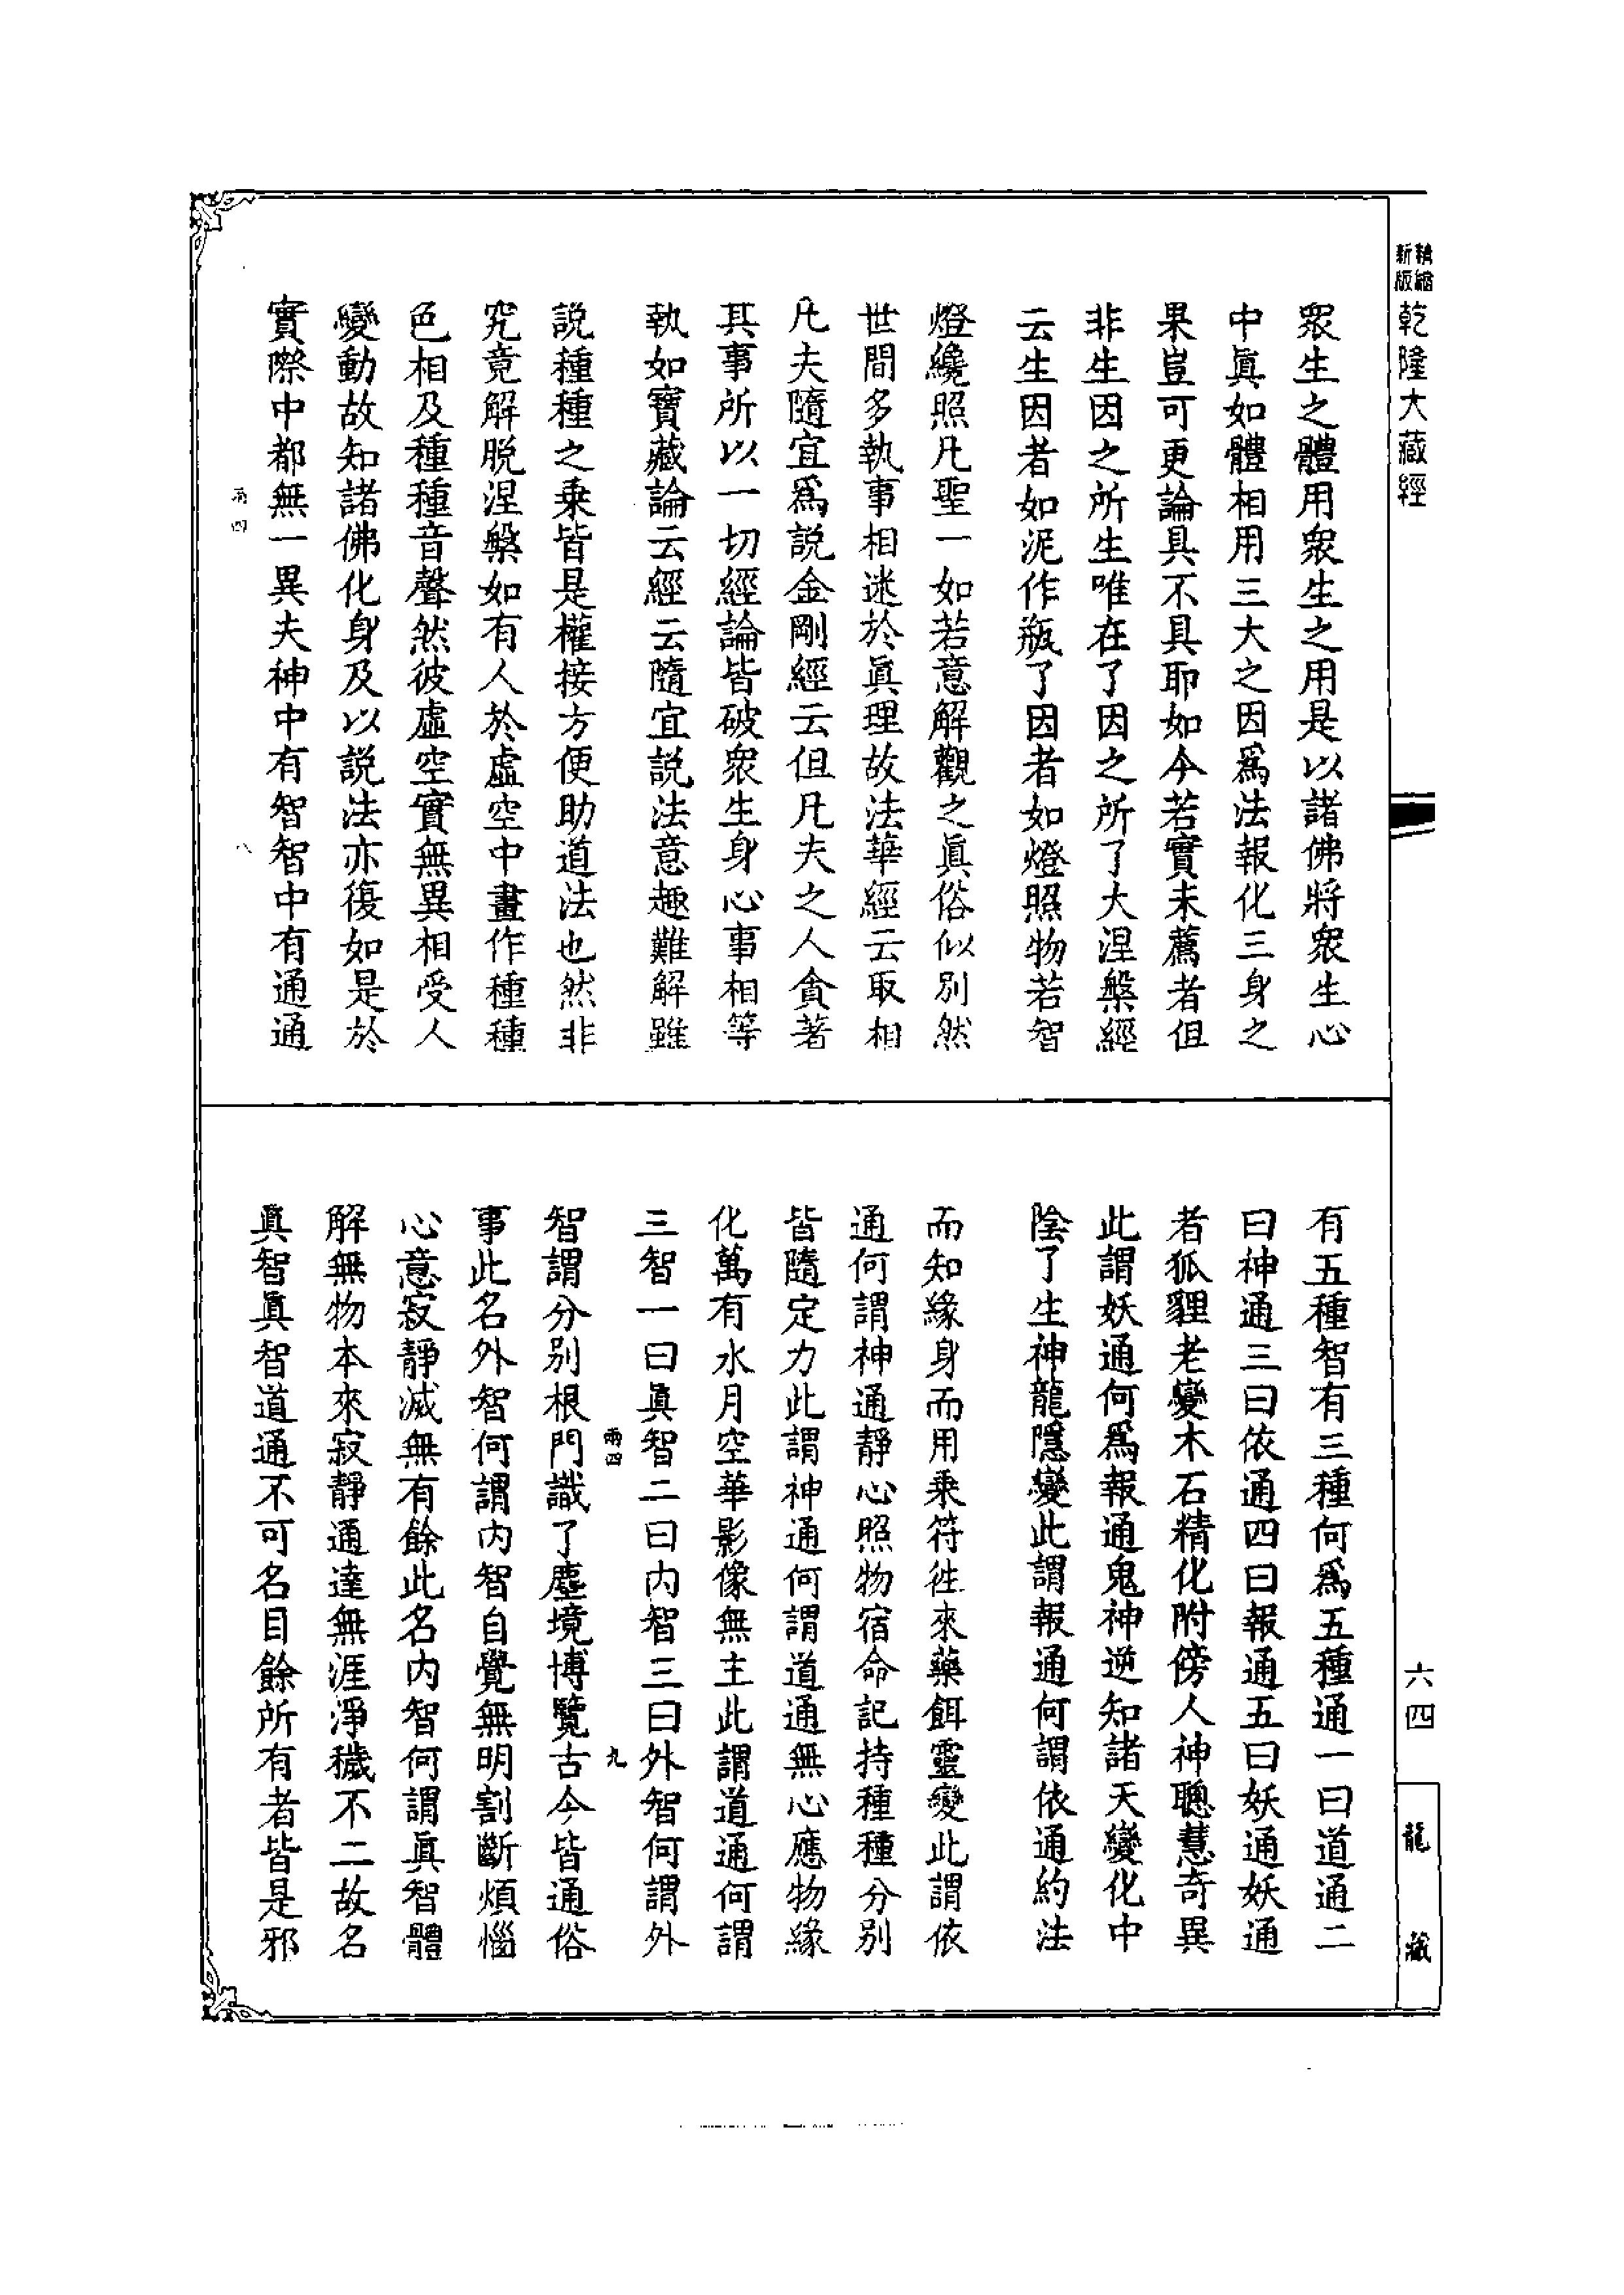 精縮
新版
乾隆大藏經
眾生之體用眾生之用是以諸佛將眾生心
中眞如體相用三大之因爲法報化三身之
果豈可更論具不具耶如今若實未薦者但
非生因之所生唯在了因之所了大涅槃經
云生因者如泥作瓶了因者如燈照物若智
燈纔照凡聖一如若意解觀之眞俗似別然
世間多執事相迷於眞理故法華經云取相
凡夫隨宜爲説金剛經云但凡夫之人貪著
其事所以一切經論皆破眾生身心事相等
執如寶藏論云經云隨宜説法意趣難解雖
説種種之乘皆是權接方便助道法也然非
究竟解脱涅槃如有人於虛空中畫作種種
色相及種種音聲然彼虛空實無異相受人
變動故知諸佛化身及以説法亦復如是於
實際中都無一異夫神中有智智中有通通
兩四
八
有五種智有三種何爲五種通一曰道通二
曰神通三曰依通四曰報通五曰妖通妖通
者狐貍老變木石精化附傍人神聰慧奇異
此謂妖通何爲報通鬼神逆知諸天變化中
陰了生神龍隱變此謂報通何謂依通約法
而知緣身而用乘符徃來藥餌靈變此謂依
通何謂神通靜心照物宿命記持種種分別
皆隨定力此謂神通何謂道通無心應物緣
化萬有水月空華影像無主此謂道通何謂
三智一曰眞智二曰内智三曰外智何謂外
兩四
九
智謂分別根門識了塵境博覽古今皆通俗
事此名外智何謂内智自覺無明割斷煩惱
心意寂靜滅無有餘此名内智何謂眞智體
解無物本來寂靜通達無涯淨穢不二故名
眞智眞智道通不可名目餘所有者皆是邪
六四
龍藏